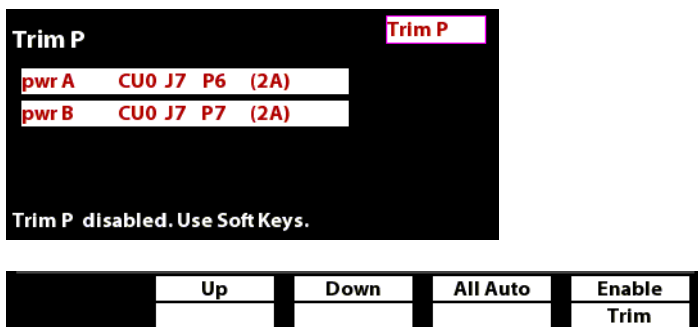 Trim P
Trim P
pwr A CU0 J7 P6 (2A)
pwr B CU0 J7 P7 (2A)
Trim P disabled. Use Soft Keys.
Up Down All Auto Enable
Trim